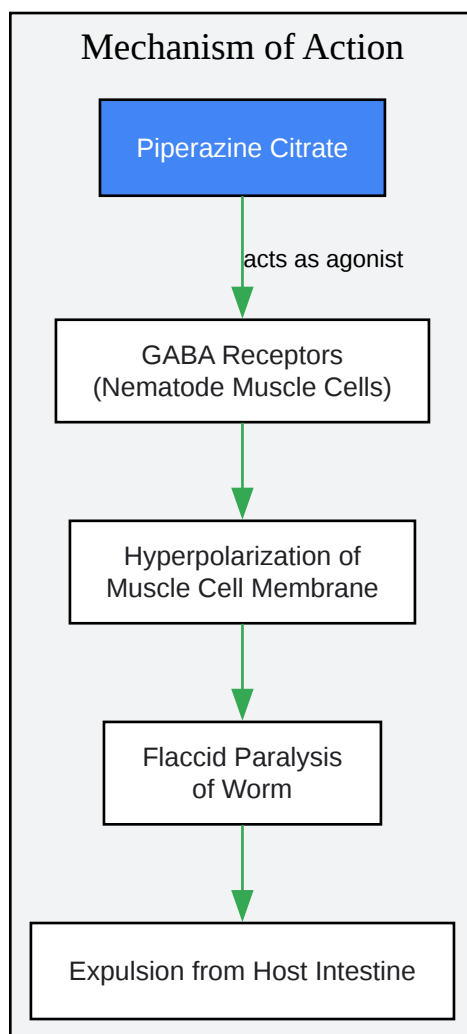 Mechanism of Action
Piperazine Citrate
acts as agonist
GABA Receptors
(Nematode Muscle Cells)
Hyperpolarization of
Muscle Cell Membrane
Flaccid Paralysis
of Worm
Expulsion from Host Intestine